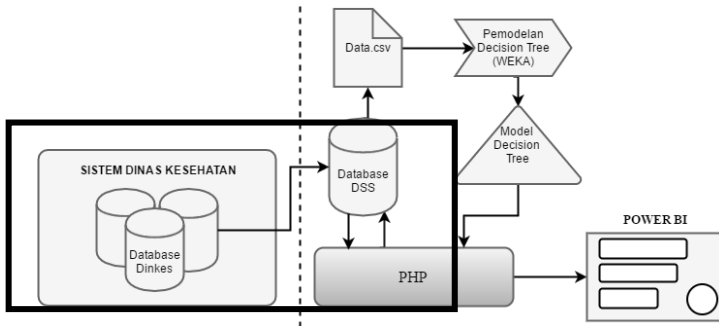 Data.csv
Pemodelan
Decision Tree
(WEKA)
SISTEM DINAS KESEHATAN
Database
Dinkes
Database
DSS
Model
Decision
Tree
PHP
POWER BI